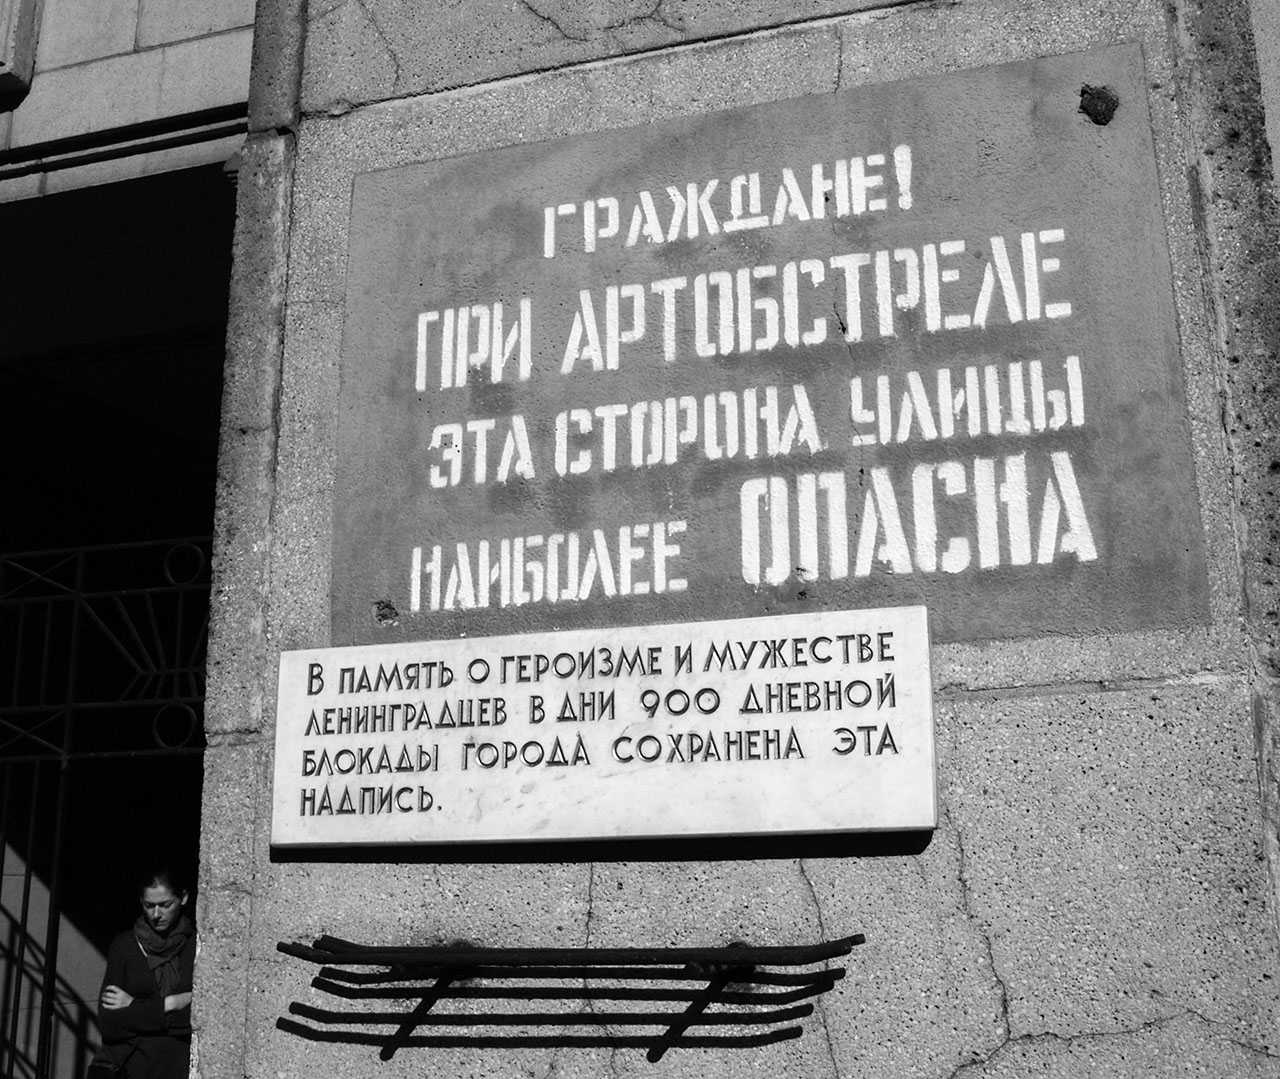 ГРАЖДАНЕ!
ПРИ АРТОБСТРЕЛЕ
ЭТА СТОРОНА УЛИЦЫ
НАИБОЛЕЕ ОПАСНА
В ПАМЯТЬ О ГЕРОИЗМЕ И МУЖЕСТВЕ
ЛЕНИНГРАДЦЕВ В ДНИ 900 ДНЕВНОЙ
БЛОКАДЫ ГОРОДА СОХРАНЕНА ЭТА
НАДПИСЬ.